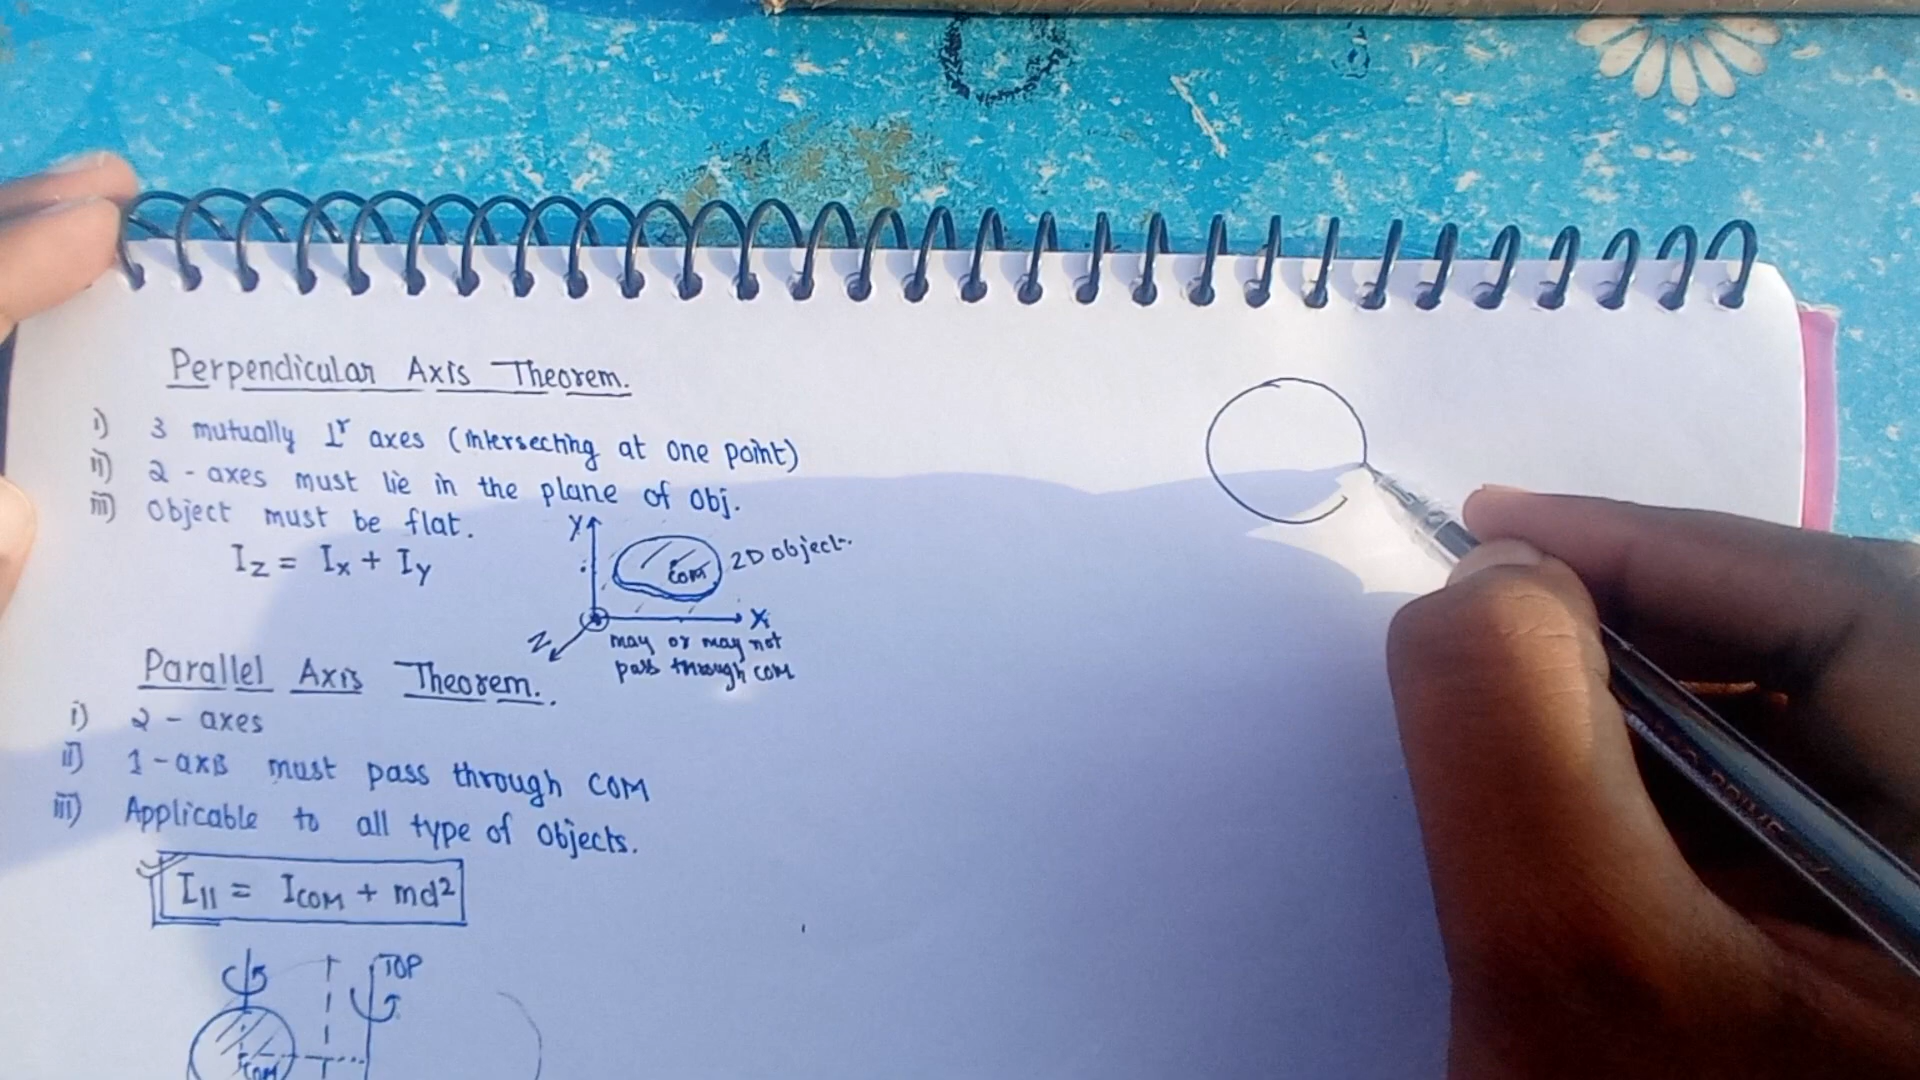 Perpendicular Axis Theorem.
i) 3 mutually ⊥r axes (intersecting at one point)
ii) 2 - axes must lie in the plane of Obj.
iii) Object must be flat.
Iz = Ix + Iy
Y
COM
2D object
X
Z
may or may not
pass through COM
Parallel Axis Theorem.
i) 2 - axes
ii) 1 - axis must pass through COM
iii) Applicable to all type of Objects.
I|| = ICOM + md²
TOP
COM